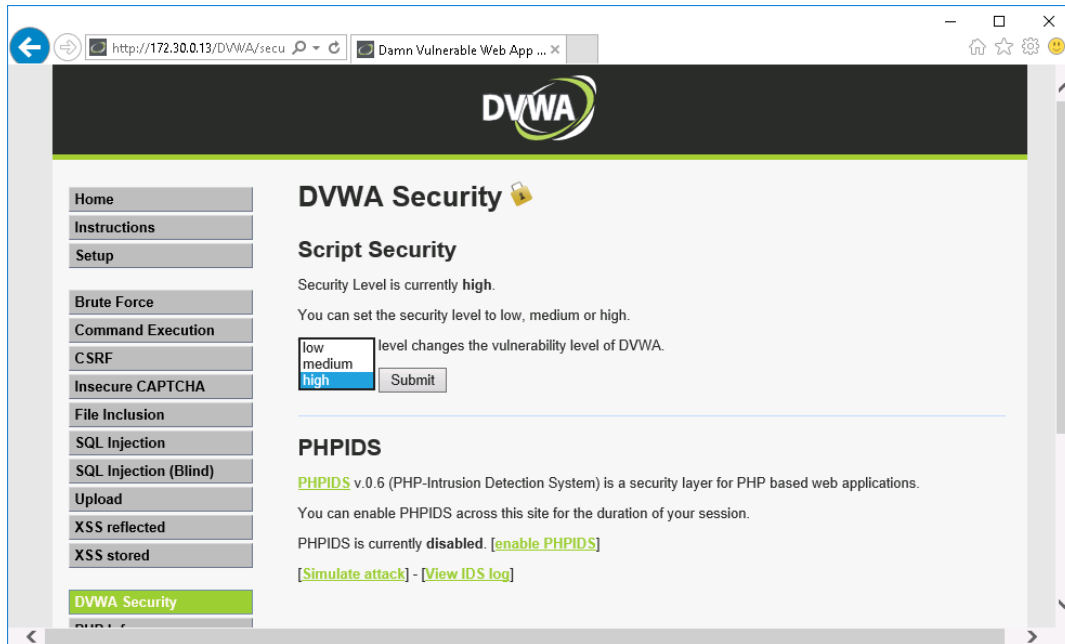 http://172.30.0.13/DVWA/secu
Damn Vulnerable Web App ...
DVWA
Home
Instructions
Setup
Brute Force
Command Execution
CSRF
Insecure CAPTCHA
File Inclusion
SQL Injection
SQL Injection (Blind)
Upload
XSS reflected
XSS stored
DVWA Security
DVWA Security
Script Security
Security Level is currently high.
You can set the security level to low, medium or high.
low
medium
high
level changes the vulnerability level of DVWA.
Submit
PHPIDS
PHPIDS v.0.6 (PHP-Intrusion Detection System) is a security layer for PHP based web applications.
You can enable PHPIDS across this site for the duration of your session.
PHPIDS is currently disabled. [enable PHPIDS]
[Simulate attack] - [View IDS log]